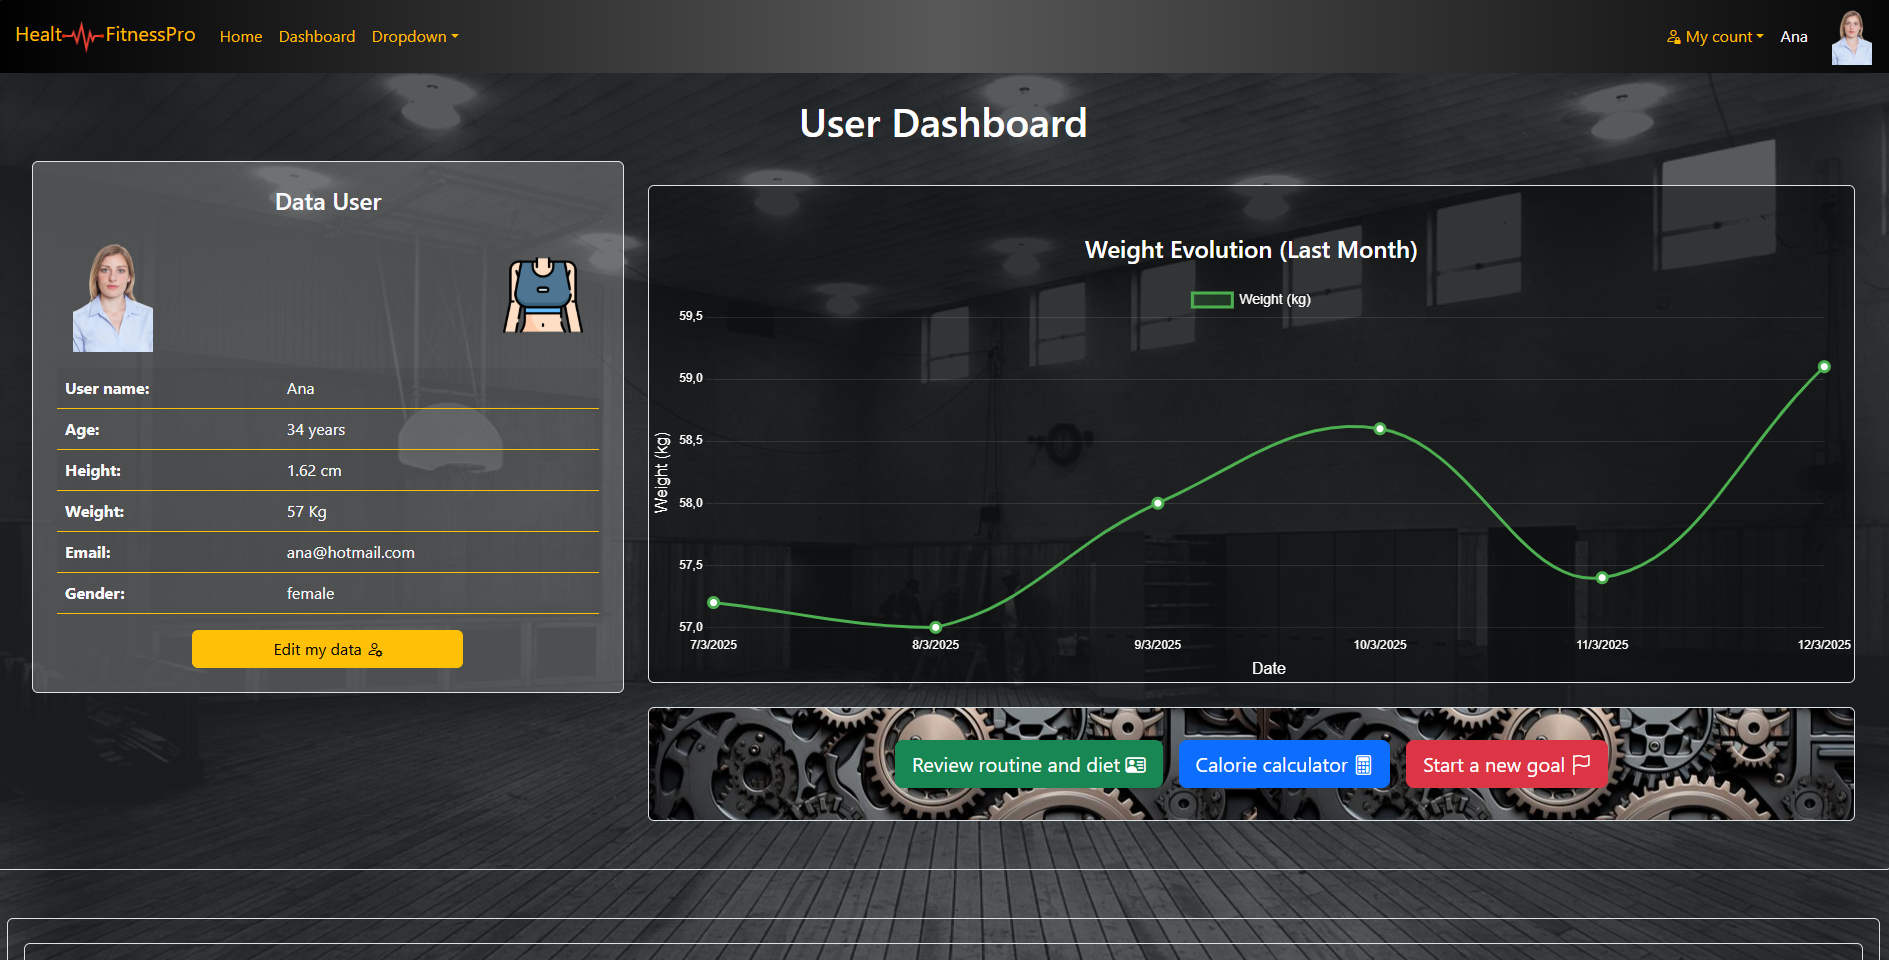 Healt FitnessPro Home Dashboard Dropdown My count Ana
User Dashboard
Data User
User name: Ana
Age: 34 years
Height: 1.62 cm
Weight: 57 Kg
Email: ana@hotmail.com
Gender: female
Edit my data
Weight Evolution (Last Month)
Weight (kg)
59,5
59,0
58,5
58,0
57,5
57,0
Weight (kg)
7/3/2025 8/3/2025 9/3/2025 10/3/2025 11/3/2025 12/3/2025
Date
Review routine and diet Calorie calculator Start a new goal